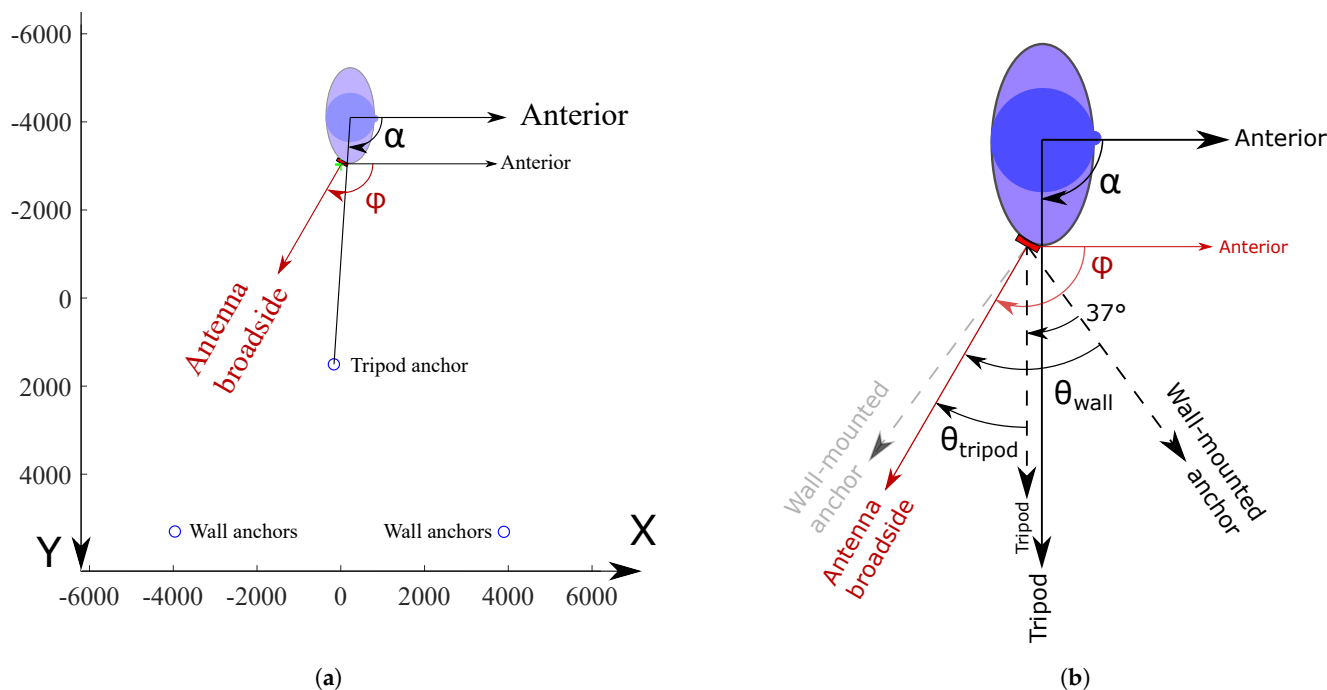 -6000
-4000
-2000
0
2000
4000
Y
-6000 -4000 -2000 0 2000 4000 6000
X
Anterior
α
Anterior
φ
Antenna
broadside
Tripod anchor
Wall anchors
Wall anchors
(a)
Anterior
α
Anterior
φ
37°
θwall
θtripod
Wall-mounted
anchor
Antenna
broadside
Tripod
Tripod
Wall-mounted
anchor
(b)